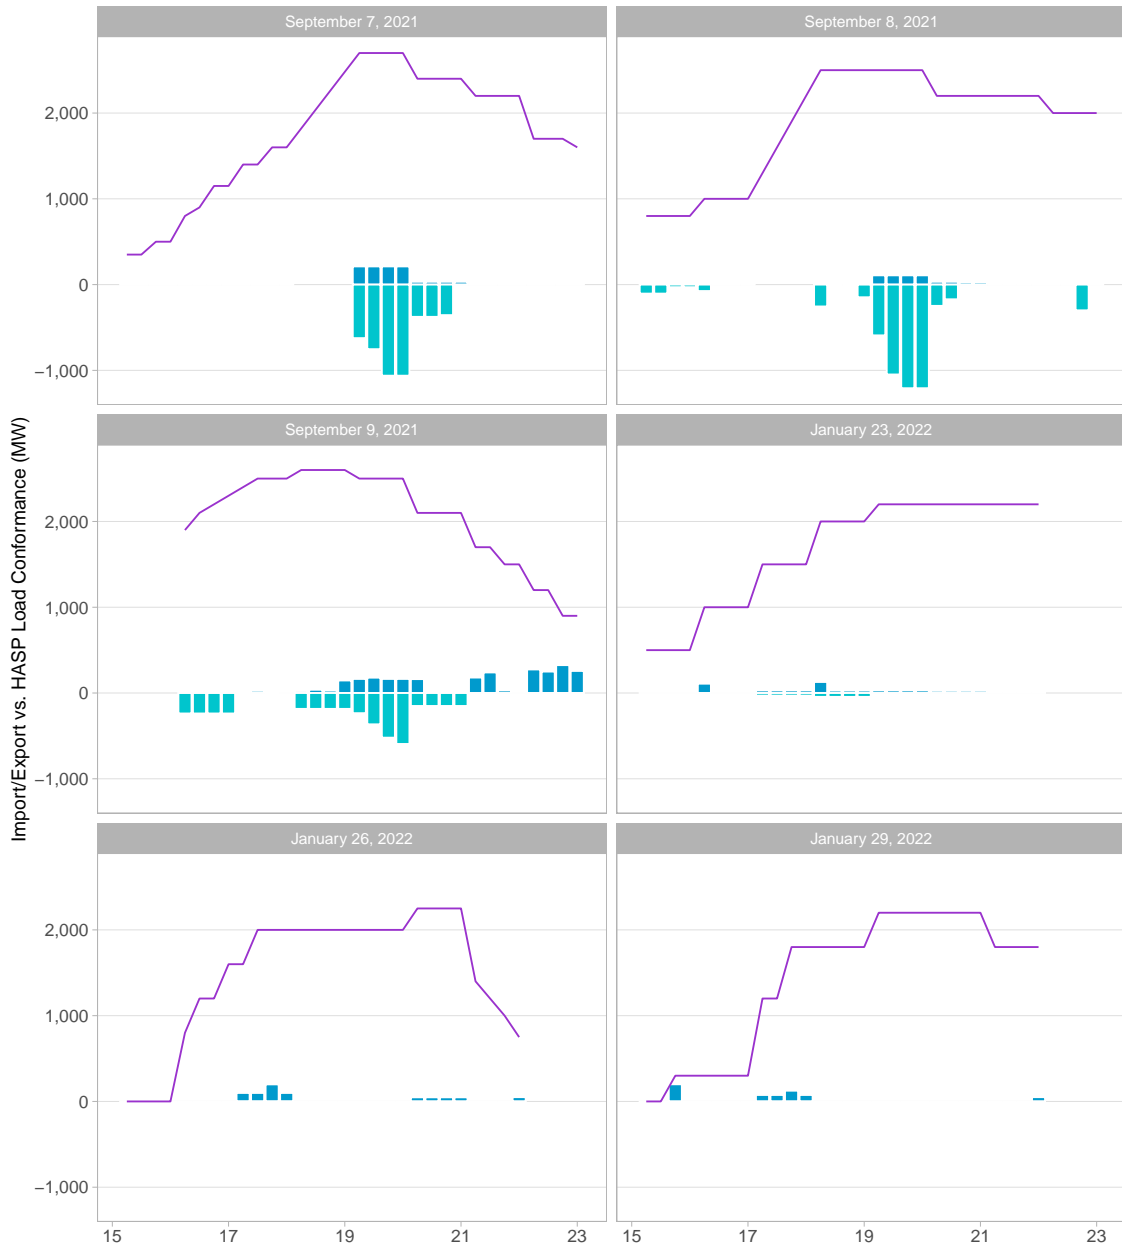 September 7, 2021
September 8, 2021
2,000
1,000
0
−1,000
September 9, 2021
January 23, 2022
2,000
1,000
0
−1,000
Import/Export vs. HASP Load Conformance (MW)
January 26, 2022
January 29, 2022
2,000
1,000
0
−1,000
15 17 19 21 23
15 17 19 21 23